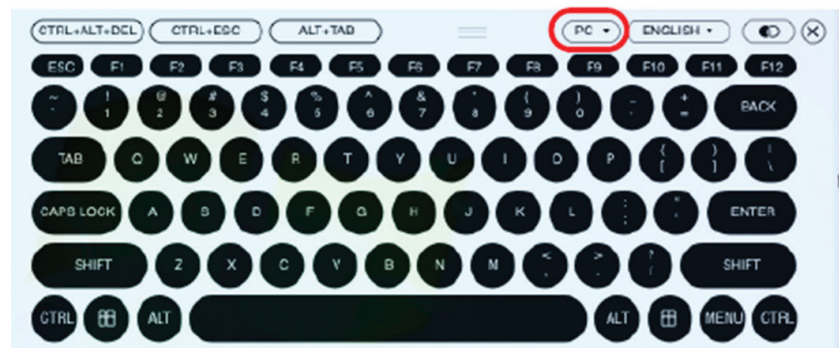 CTRL+ALT+DEL CTRL+ESC ALT+TAB PC ENGLISH
ESC F1 F2 F3 F4 F5 F6 F7 F8 F9 F10 F11 F12
~ ! @ # $ % ^ & * ( ) _ +
` 1 2 3 4 5 6 7 8 9 0 - = BACK
TAB Q W E R T Y U I O P { } |
[ ] \
CAPS LOCK A S D F G H J K L : " ENTER
; '
SHIFT Z X C V B N M < > ? SHIFT
, . /
CTRL ALT ALT MENU CTRL